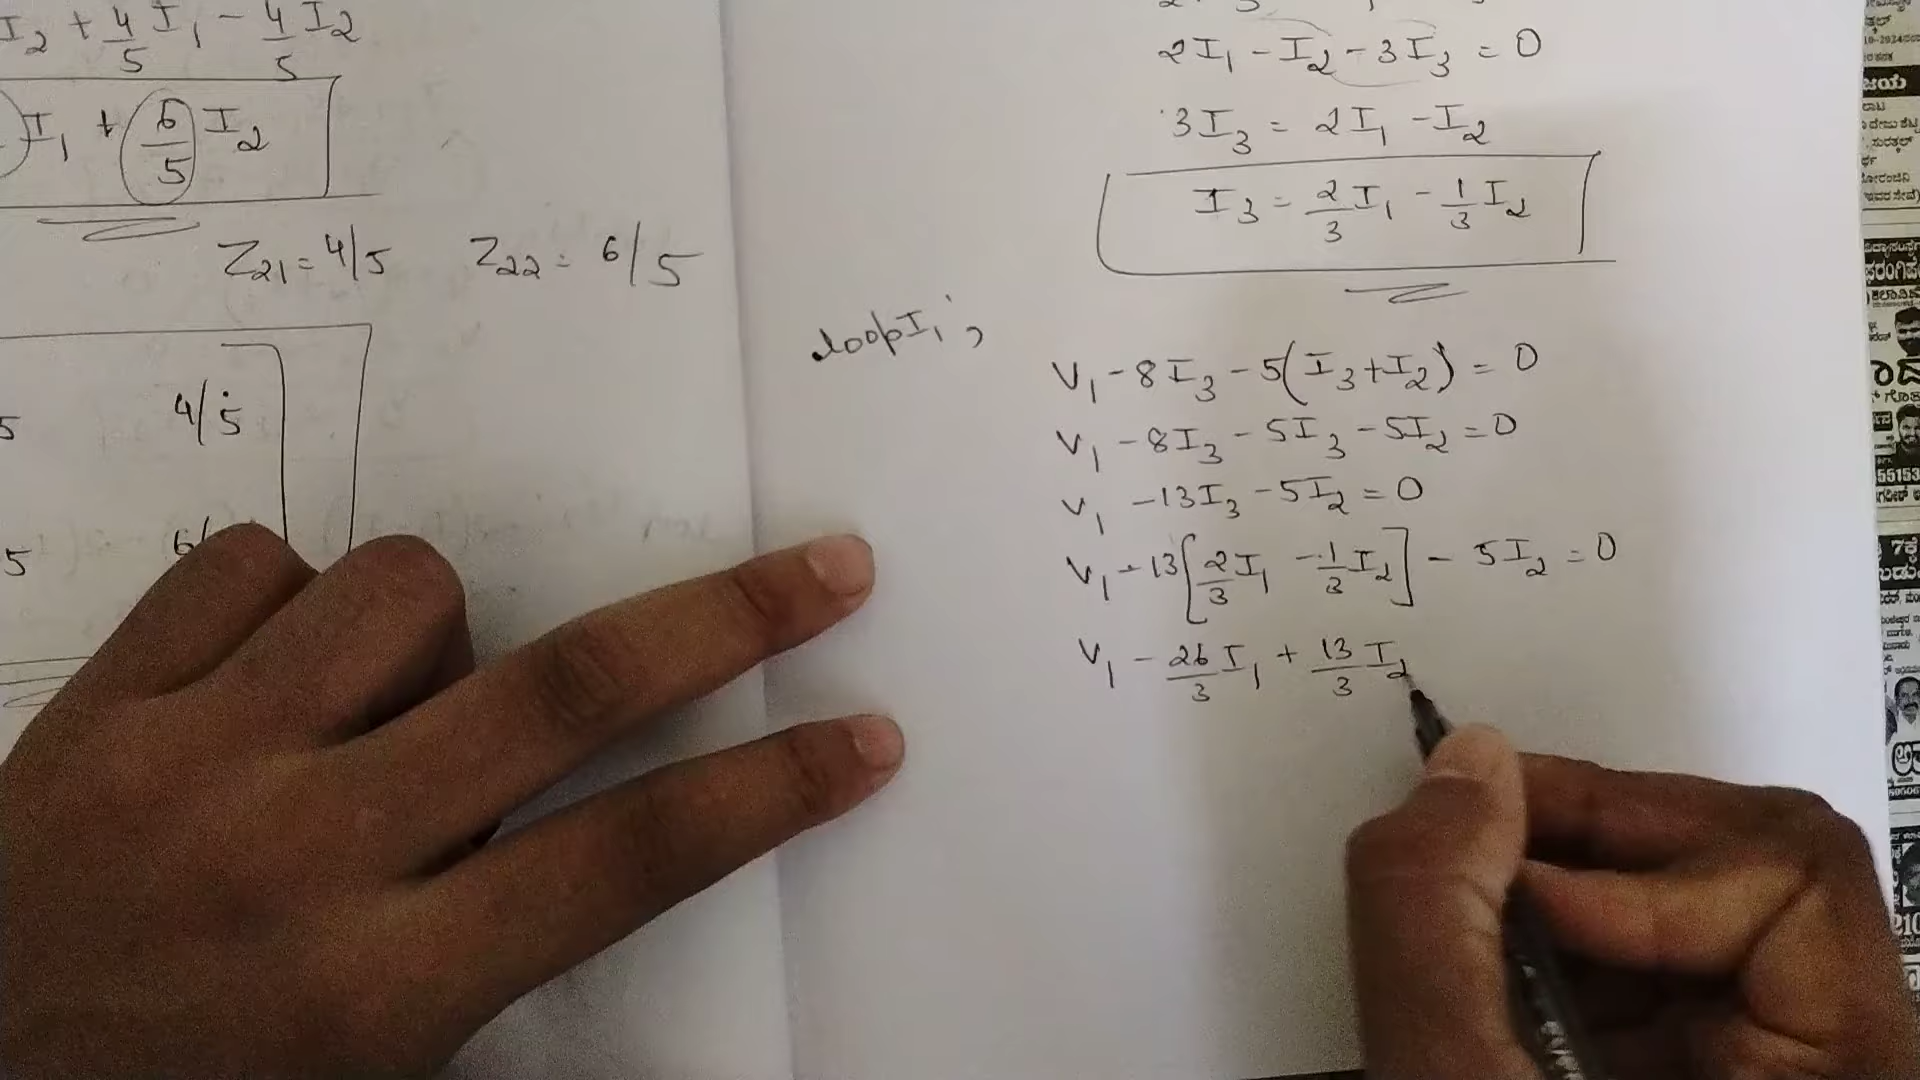 I₂ + 4/5 I₁ - 4/5 I₂
I₁ + 6/5 I₂
Z₂₁ = 4/5 Z₂₂ = 6/5
4/5
5
6/
5
2I₁ - I₂ - 3I₃ = 0
3I₃ = 2I₁ - I₂
I₃ = 2/3 I₁ - 1/3 I₂
loop I₁,
V₁ - 8I₃ - 5(I₃ + I₂) = 0
V₁ - 8I₃ - 5I₃ - 5I₂ = 0
V₁ - 13I₃ - 5I₂ = 0
V₁ - 13[2/3 I₁ - 1/3 I₂] - 5I₂ = 0
V₁ - 26/3 I₁ + 13/3 I₂